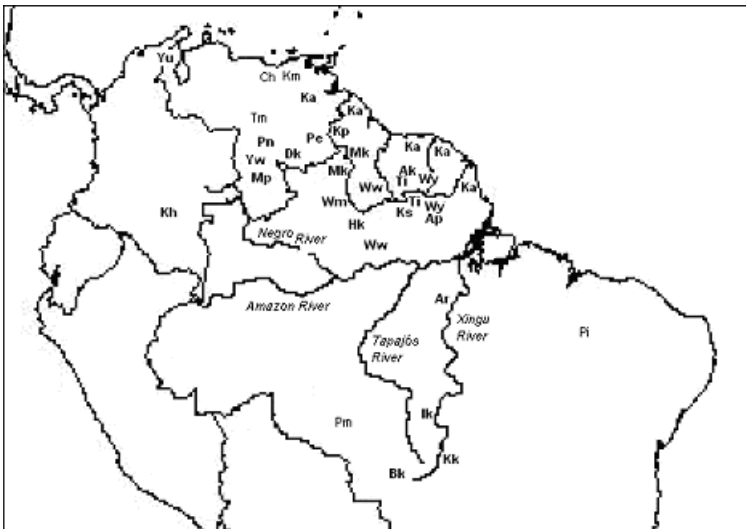 Yu
Ch Km
Ka
Ka
Tm
Kp
Pn
Pe
Ka
Ka
Mk
Dk
Yw
Mk
Ak
Mp
Ti
Wy
Ka
Ww
Wm
Ti
Wy
Ks
Ap
Kh
Hk
Negro River
Ww
Amazon River
Ar
Xingu
River
Tapajós
River
Pi
Ik
Pm
Kk
Bk